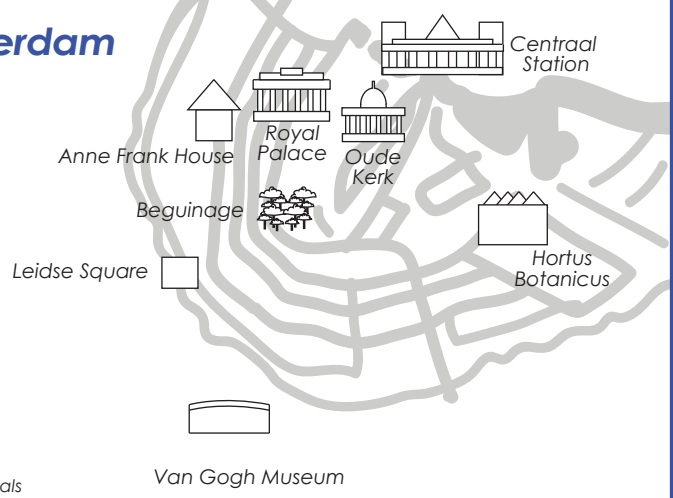 erdam
Centraal
Station
Royal
Palace
Anne Frank House
Oude
Kerk
Beguinage
Hortus
Botanicus
Leidse Square
Van Gogh Museum
als